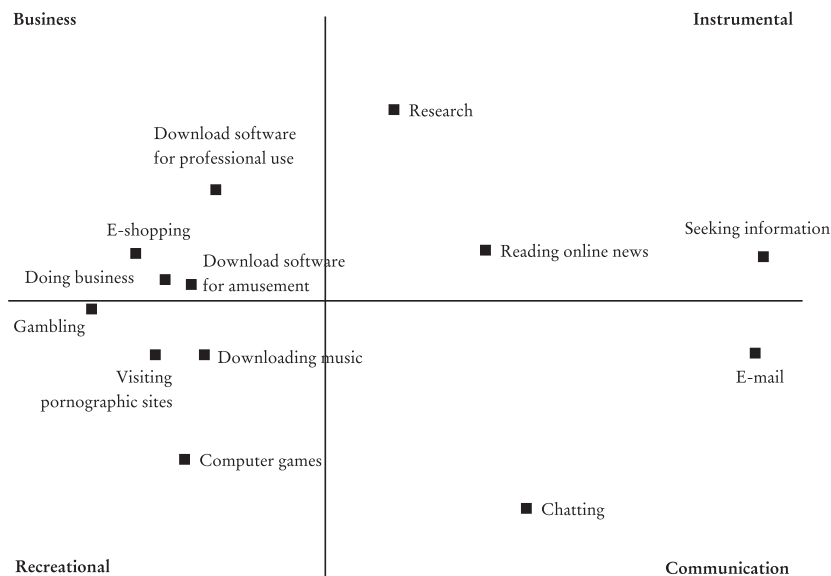 Business
Instrumental
Research
Download software
for professional use
E-shopping
Seeking information
Reading online news
Download software
for amusement
Doing business
Gambling
Downloading music
Visiting
pornographic sites
E-mail
Computer games
Chatting
Recreational
Communication